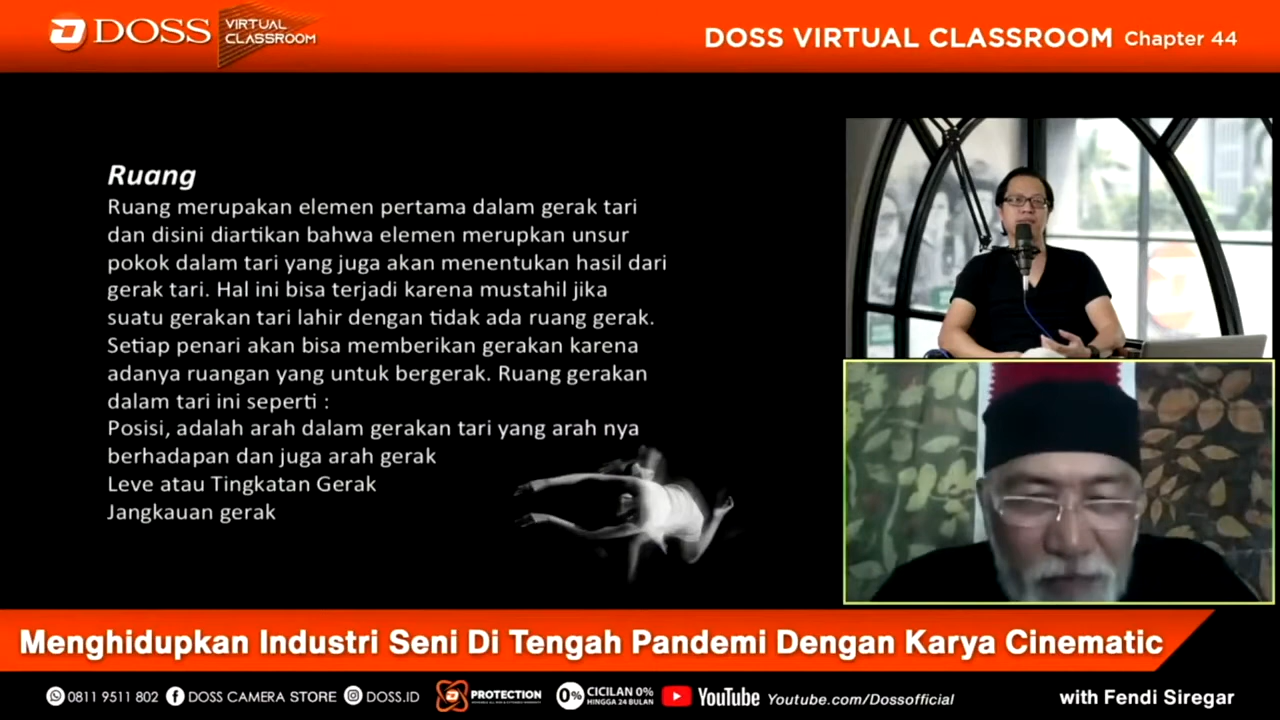 DOSS VIRTUAL CLASSROOM
DOSS VIRTUAL CLASSROOM Chapter 44
Ruang
Ruang merupakan elemen pertama dalam gerak tari
dan disini diartikan bahwa elemen merupkan unsur
pokok dalam tari yang juga akan menentukan hasil dari
gerak tari. Hal ini bisa terjadi karena mustahil jika
suatu gerakan tari lahir dengan tidak ada ruang gerak.
Setiap penari akan bisa memberikan gerakan karena
adanya ruangan yang untuk bergerak. Ruang gerakan
dalam tari ini seperti :
Posisi, adalah arah dalam gerakan tari yang arah nya
berhadapan dan juga arah gerak
Leve atau Tingkatan Gerak
Jangkauan gerak
Menghidupkan Industri Seni Di Tengah Pandemi Dengan Karya Cinematic
0811 9511 802 DOSS CAMERA STORE DOSS.ID PROTECTION 0% CICILAN 0% HINGGA 24 BULAN YouTube Youtube.com/Dossofficial with Fendi Siregar